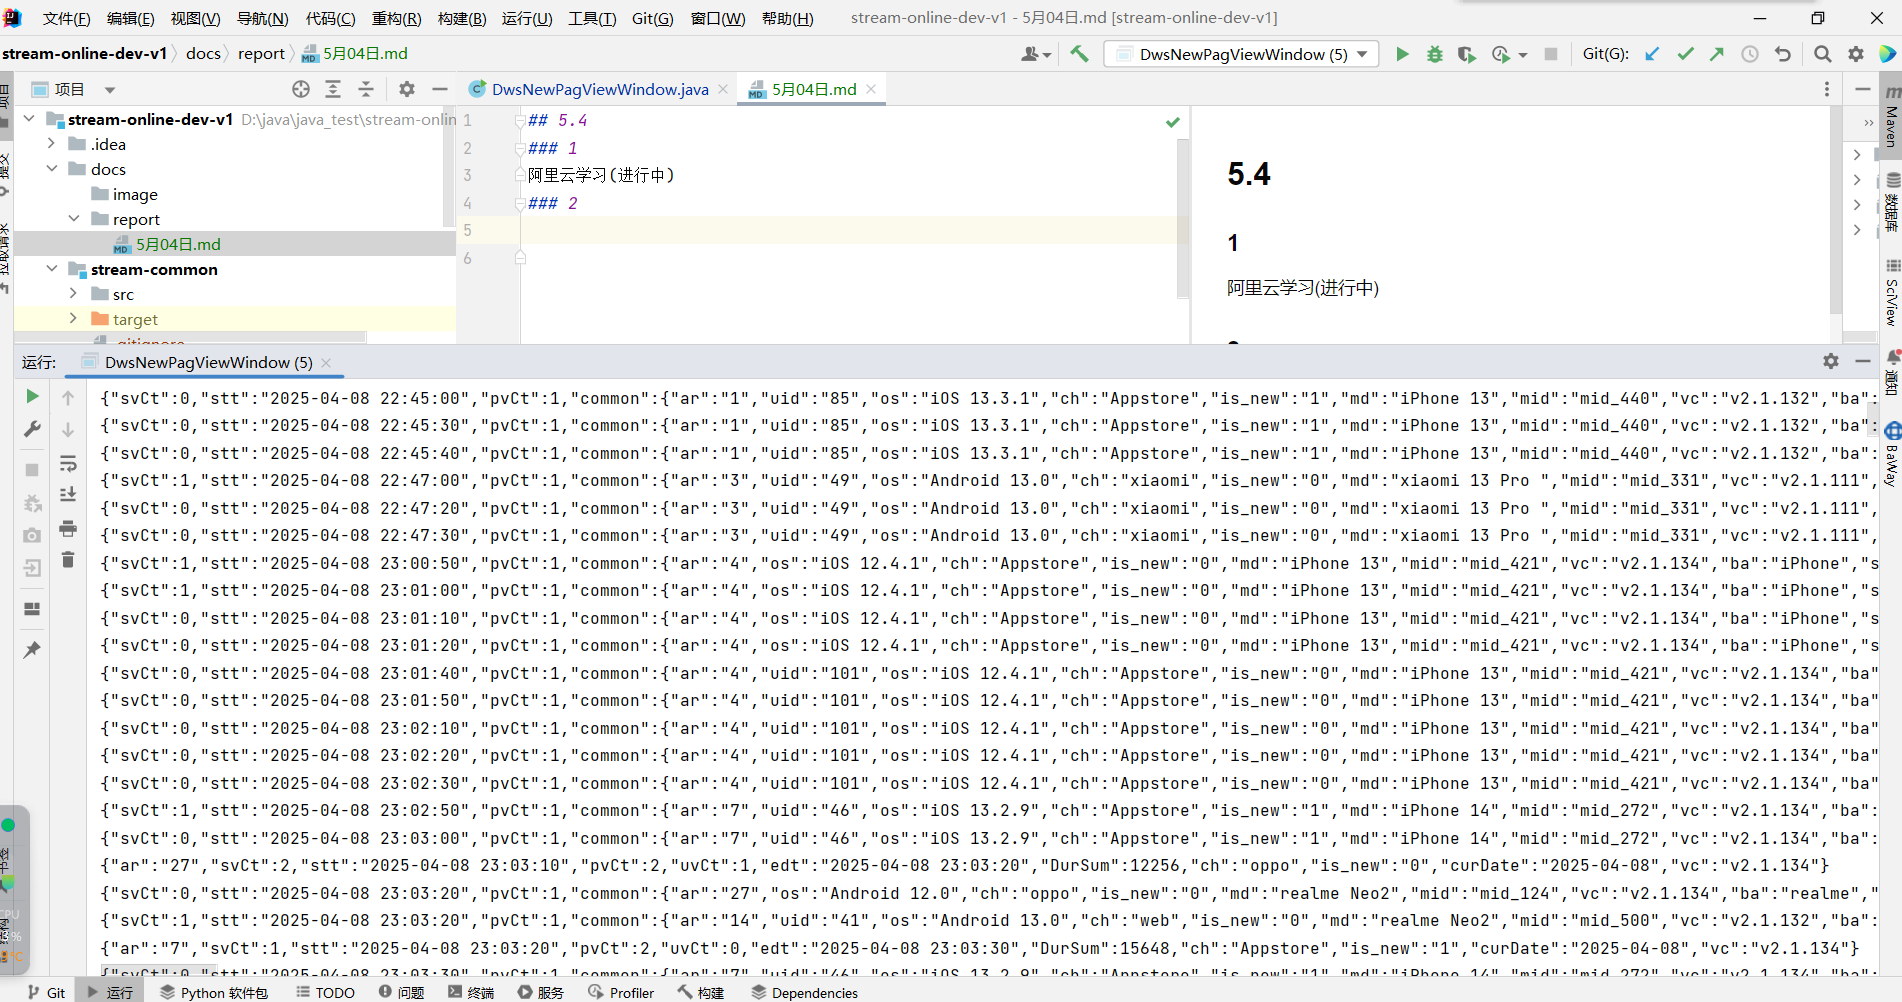 文件(F) 编辑(E) 视图(V) 导航(N) 代码(C) 重构(R) 构建(B) 运行(U) 工具(T) Git(G) 窗口(W) 帮助(H) stream-online-dev-v1 - 5月04日.md [stream-online-dev-v1]
stream-online-dev-v1 docs report 5月04日.md DwsNewPagViewWindow (5) Git(G):
项目 DwsNewPagViewWindow.java 5月04日.md
stream-online-dev-v1 D:\java\java_test\stream-onlin
.idea
docs
image
report
5月04日.md
stream-common
src
target
.gitignore
1 ## 5.4
2 ### 1
3 阿里云学习(进行中)
4 ### 2
5
6
5.4
1
阿里云学习(进行中)
项目
提交
拉取请求
Maven
数据库
SciView
通知
BaWay
运行: DwsNewPagViewWindow (5)
{"svCt":0,"stt":"2025-04-08 22:45:00","pvCt":1,"common":{"ar":"1","uid":"85","os":"iOS 13.3.1","ch":"Appstore","is_new":"1","md":"iPhone 13","mid":"mid_440","vc":"v2.1.132","ba":
{"svCt":0,"stt":"2025-04-08 22:45:30","pvCt":1,"common":{"ar":"1","uid":"85","os":"iOS 13.3.1","ch":"Appstore","is_new":"1","md":"iPhone 13","mid":"mid_440","vc":"v2.1.132","ba":
{"svCt":0,"stt":"2025-04-08 22:45:40","pvCt":1,"common":{"ar":"1","uid":"85","os":"iOS 13.3.1","ch":"Appstore","is_new":"1","md":"iPhone 13","mid":"mid_440","vc":"v2.1.132","ba":
{"svCt":1,"stt":"2025-04-08 22:47:00","pvCt":1,"common":{"ar":"3","uid":"49","os":"Android 13.0","ch":"xiaomi","is_new":"0","md":"xiaomi 13 Pro ","mid":"mid_331","vc":"v2.1.111",
{"svCt":0,"stt":"2025-04-08 22:47:20","pvCt":1,"common":{"ar":"3","uid":"49","os":"Android 13.0","ch":"xiaomi","is_new":"0","md":"xiaomi 13 Pro ","mid":"mid_331","vc":"v2.1.111",
{"svCt":0,"stt":"2025-04-08 22:47:30","pvCt":1,"common":{"ar":"3","uid":"49","os":"Android 13.0","ch":"xiaomi","is_new":"0","md":"xiaomi 13 Pro ","mid":"mid_331","vc":"v2.1.111",
{"svCt":1,"stt":"2025-04-08 23:00:50","pvCt":1,"common":{"ar":"4","os":"iOS 12.4.1","ch":"Appstore","is_new":"0","md":"iPhone 13","mid":"mid_421","vc":"v2.1.134","ba":"iPhone","s
{"svCt":1,"stt":"2025-04-08 23:01:00","pvCt":1,"common":{"ar":"4","os":"iOS 12.4.1","ch":"Appstore","is_new":"0","md":"iPhone 13","mid":"mid_421","vc":"v2.1.134","ba":"iPhone","s
{"svCt":0,"stt":"2025-04-08 23:01:10","pvCt":1,"common":{"ar":"4","os":"iOS 12.4.1","ch":"Appstore","is_new":"0","md":"iPhone 13","mid":"mid_421","vc":"v2.1.134","ba":"iPhone","s
{"svCt":0,"stt":"2025-04-08 23:01:20","pvCt":1,"common":{"ar":"4","os":"iOS 12.4.1","ch":"Appstore","is_new":"0","md":"iPhone 13","mid":"mid_421","vc":"v2.1.134","ba":"iPhone","s
{"svCt":0,"stt":"2025-04-08 23:01:40","pvCt":1,"common":{"ar":"4","uid":"101","os":"iOS 12.4.1","ch":"Appstore","is_new":"0","md":"iPhone 13","mid":"mid_421","vc":"v2.1.134","ba"
{"svCt":0,"stt":"2025-04-08 23:01:50","pvCt":1,"common":{"ar":"4","uid":"101","os":"iOS 12.4.1","ch":"Appstore","is_new":"0","md":"iPhone 13","mid":"mid_421","vc":"v2.1.134","ba"
{"svCt":0,"stt":"2025-04-08 23:02:10","pvCt":1,"common":{"ar":"4","uid":"101","os":"iOS 12.4.1","ch":"Appstore","is_new":"0","md":"iPhone 13","mid":"mid_421","vc":"v2.1.134","ba"
{"svCt":0,"stt":"2025-04-08 23:02:20","pvCt":1,"common":{"ar":"4","uid":"101","os":"iOS 12.4.1","ch":"Appstore","is_new":"0","md":"iPhone 13","mid":"mid_421","vc":"v2.1.134","ba"
{"svCt":0,"stt":"2025-04-08 23:02:30","pvCt":1,"common":{"ar":"4","uid":"101","os":"iOS 12.4.1","ch":"Appstore","is_new":"0","md":"iPhone 13","mid":"mid_421","vc":"v2.1.134","ba"
{"svCt":1,"stt":"2025-04-08 23:02:50","pvCt":1,"common":{"ar":"7","uid":"46","os":"iOS 13.2.9","ch":"Appstore","is_new":"1","md":"iPhone 14","mid":"mid_272","vc":"v2.1.134","ba":
{"svCt":0,"stt":"2025-04-08 23:03:00","pvCt":1,"common":{"ar":"7","uid":"46","os":"iOS 13.2.9","ch":"Appstore","is_new":"1","md":"iPhone 14","mid":"mid_272","vc":"v2.1.134","ba":
{"ar":"27","svCt":2,"stt":"2025-04-08 23:03:10","pvCt":2,"uvCt":1,"edt":"2025-04-08 23:03:20","DurSum":12256,"ch":"oppo","is_new":"0","curDate":"2025-04-08","vc":"v2.1.134"}
{"svCt":0,"stt":"2025-04-08 23:03:20","pvCt":1,"common":{"ar":"27","os":"Android 12.0","ch":"oppo","is_new":"0","md":"realme Neo2","mid":"mid_124","vc":"v2.1.134","ba":"realme","
{"svCt":1,"stt":"2025-04-08 23:03:20","pvCt":1,"common":{"ar":"14","uid":"41","os":"Android 13.0","ch":"web","is_new":"0","md":"realme Neo2","mid":"mid_500","vc":"v2.1.132","ba":
{"ar":"7","svCt":1,"stt":"2025-04-08 23:03:20","pvCt":2,"uvCt":0,"edt":"2025-04-08 23:03:30","DurSum":15648,"ch":"Appstore","is_new":"1","curDate":"2025-04-08","vc":"v2.1.134"}
{"svCt":0,"stt":"2025-04-08 23:03:30","pvCt":1,"common":{"ar":"7","uid":"46","os":"iOS 13.2.9","ch":"Appstore","is_new":"1","md":"iPhone 14","mid":"mid_272","vc":"v2.1.134","ba":
Git 运行 Python 软件包 TODO 问题 终端 服务 Profiler 构建 Dependencies